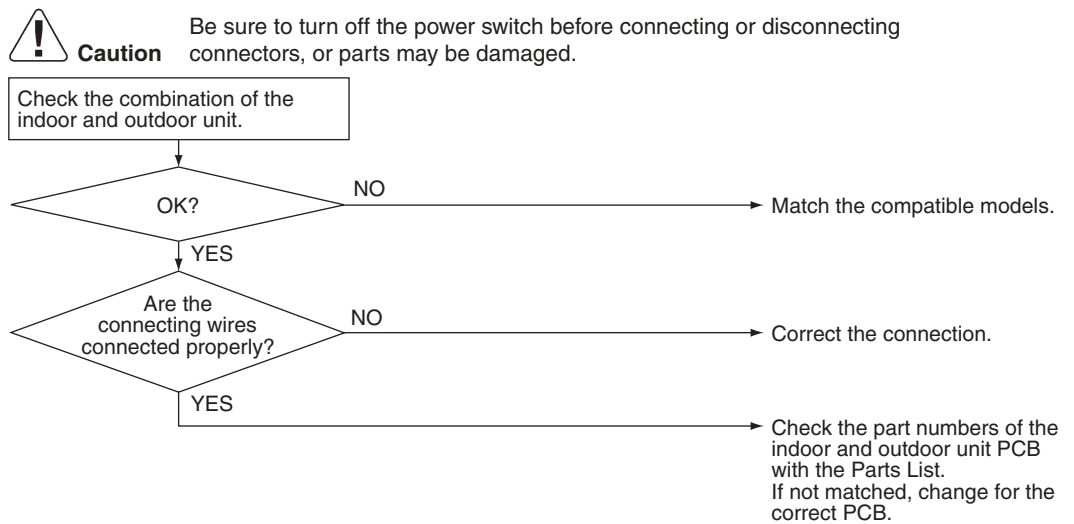 Be sure to turn off the power switch before connecting or disconnecting
Caution connectors, or parts may be damaged.
Check the combination of the
indoor and outdoor unit.
OK?
NO
Match the compatible models.
YES
Are the
connecting wires
connected properly?
NO
Correct the connection.
YES
Check the part numbers of the
indoor and outdoor unit PCB
with the Parts List.
If not matched, change for the
correct PCB.